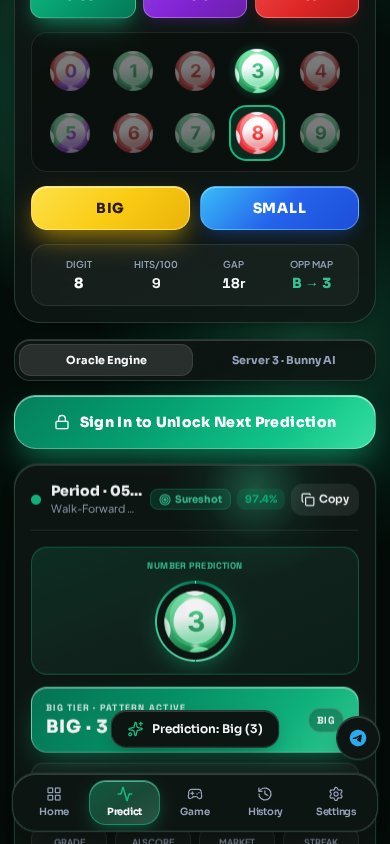 0 1 2 3 4
5 6 7 8 9
BIG SMALL
DIGIT HITS/100 GAP OPP MAP
8 9 18r B → 3
Oracle Engine Server 3 · Bunny AI
Sign In to Unlock Next Prediction
Period · 05... Sureshot 97.4% Copy
Walk-Forward ...
NUMBER PREDICTION
3
BIG TIER · PATTERN ACTIVE
BIG · 3 BIG
Prediction: Big (3)
Home Predict Game History Settings
GRADE AI SCORE MARKET STREAK